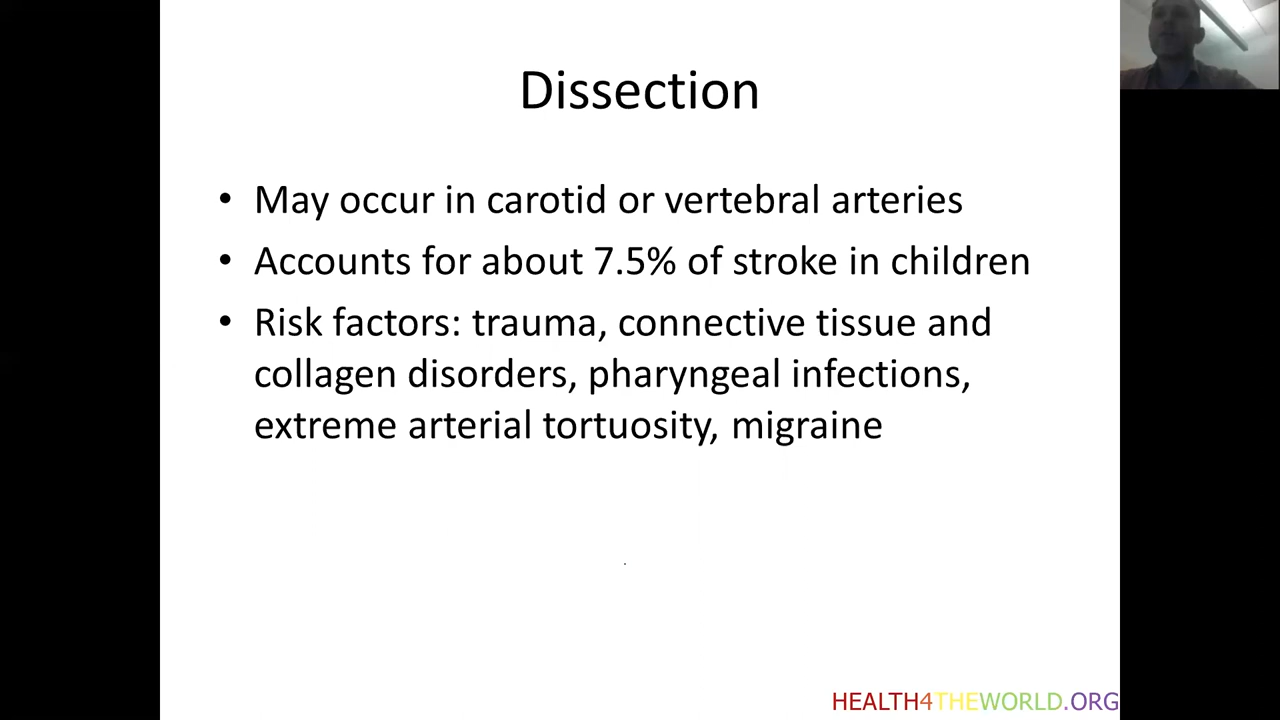 Dissection
• May occur in carotid or vertebral arteries
• Accounts for about 7.5% of stroke in children
• Risk factors: trauma, connective tissue and
collagen disorders, pharyngeal infections,
extreme arterial tortuosity, migraine
HEALTH4THEWORLD.ORG